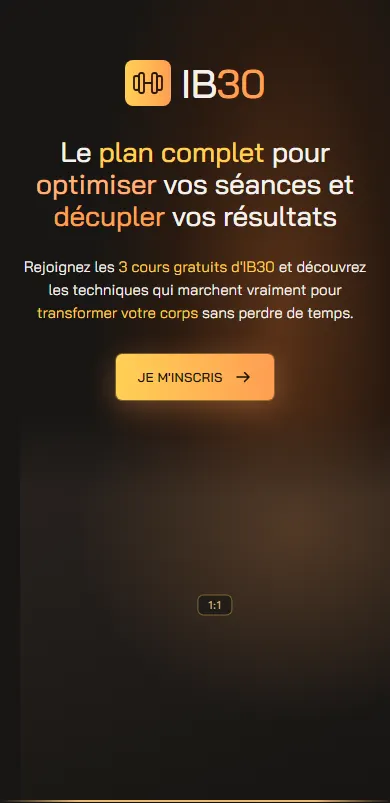 IB30
Le plan complet pour
optimiser vos séances et
décupler vos résultats
Rejoignez les 3 cours gratuits d'IB30 et découvrez
les techniques qui marchent vraiment pour
transformer votre corps sans perdre de temps.
JE M'INSCRIS →
1:1